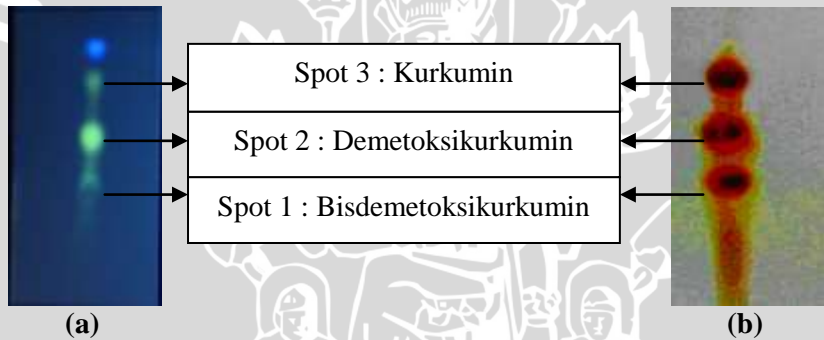 Spot 3 : Kurkumin
Spot 2 : Demetoksikurkumin
Spot 1 : Bisdemetoksikurkumin
(a)
(b)